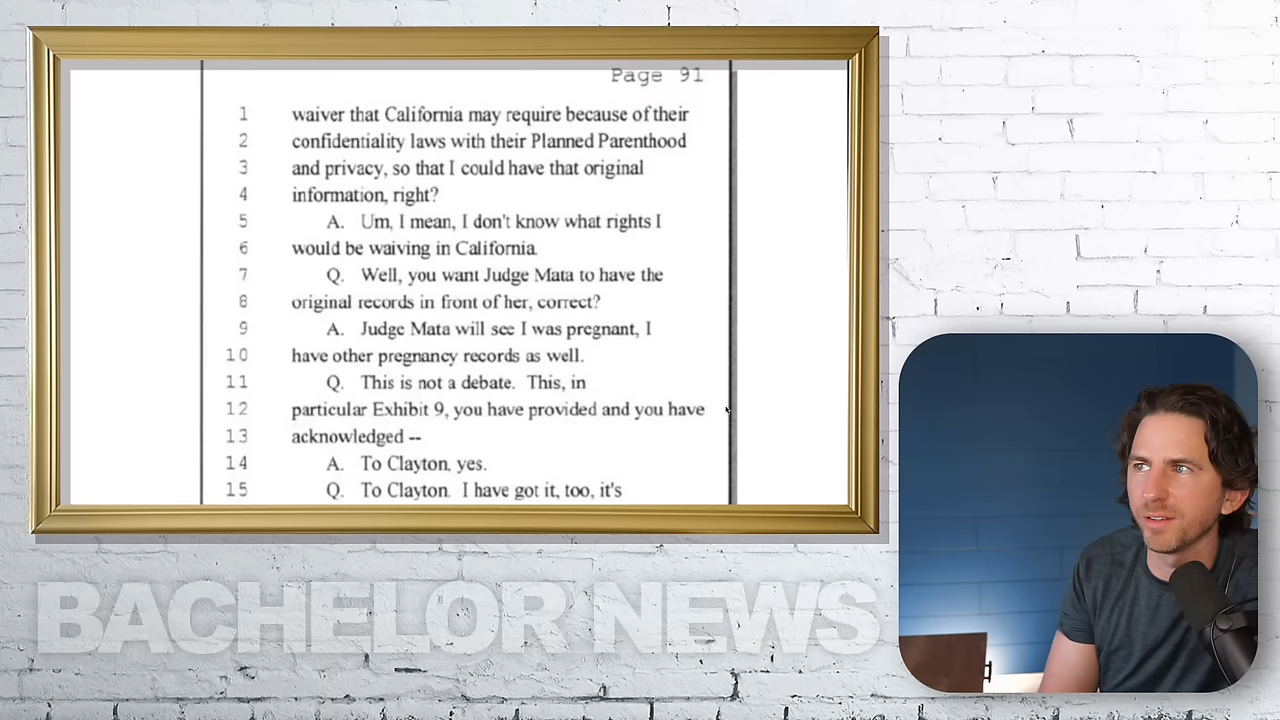 Page 91
1 waiver that California may require because of their
2 confidentiality laws with their Planned Parenthood
3 and privacy, so that I could have that original
4 information, right?
5 A. Um, I mean, I don't know what rights I
6 would be waiving in California.
7 Q. Well, you want Judge Mata to have the
8 original records in front of her, correct?
9 A. Judge Mata will see I was pregnant, I
10 have other pregnancy records as well.
11 Q. This is not a debate. This, in
12 particular Exhibit 9, you have provided and you have
13 acknowledged --
14 A. To Clayton, yes.
15 Q. To Clayton. I have got it, too, it's
BACHELOR NEWS